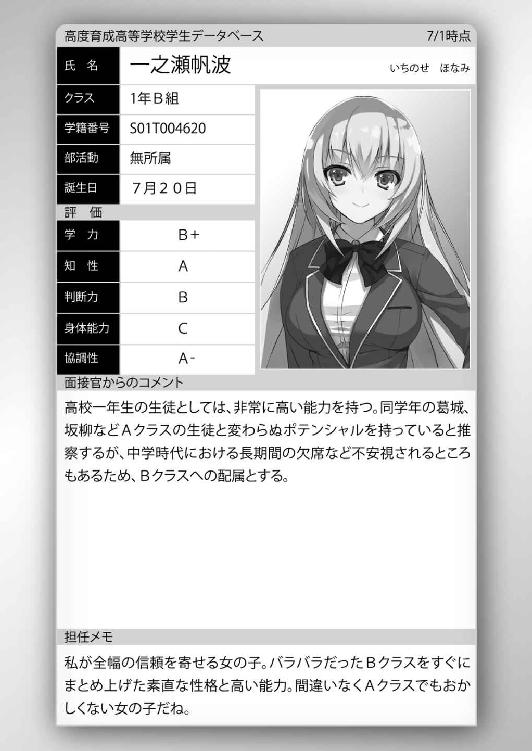 高度育成高等学校学生データベース 7/1時点
氏 名 一之瀬帆波 いちのせ ほなみ
クラス 1年Ｂ組
学籍番号 S01T004620
部活動 無所属
誕生日 ７月２０日
評 価
学 力 B+
知 性 A
判断力 B
身体能力 C
協調性 A-
面接官からのコメント
高校一年生の生徒としては、非常に高い能力を持つ。同学年の葛城、
坂柳などＡクラスの生徒と変わらぬポテンシャルを持っていると推
察するが、中学時代における長期間の欠席など不安視されるところ
もあるため、Ｂクラスへの配属とする。
担任メモ
私が全幅の信頼を寄せる女の子。バラバラだったＢクラスをすぐに
まとめ上げた素直な性格と高い能力。間違いなくＡクラスでもおか
しくない女の子だね。